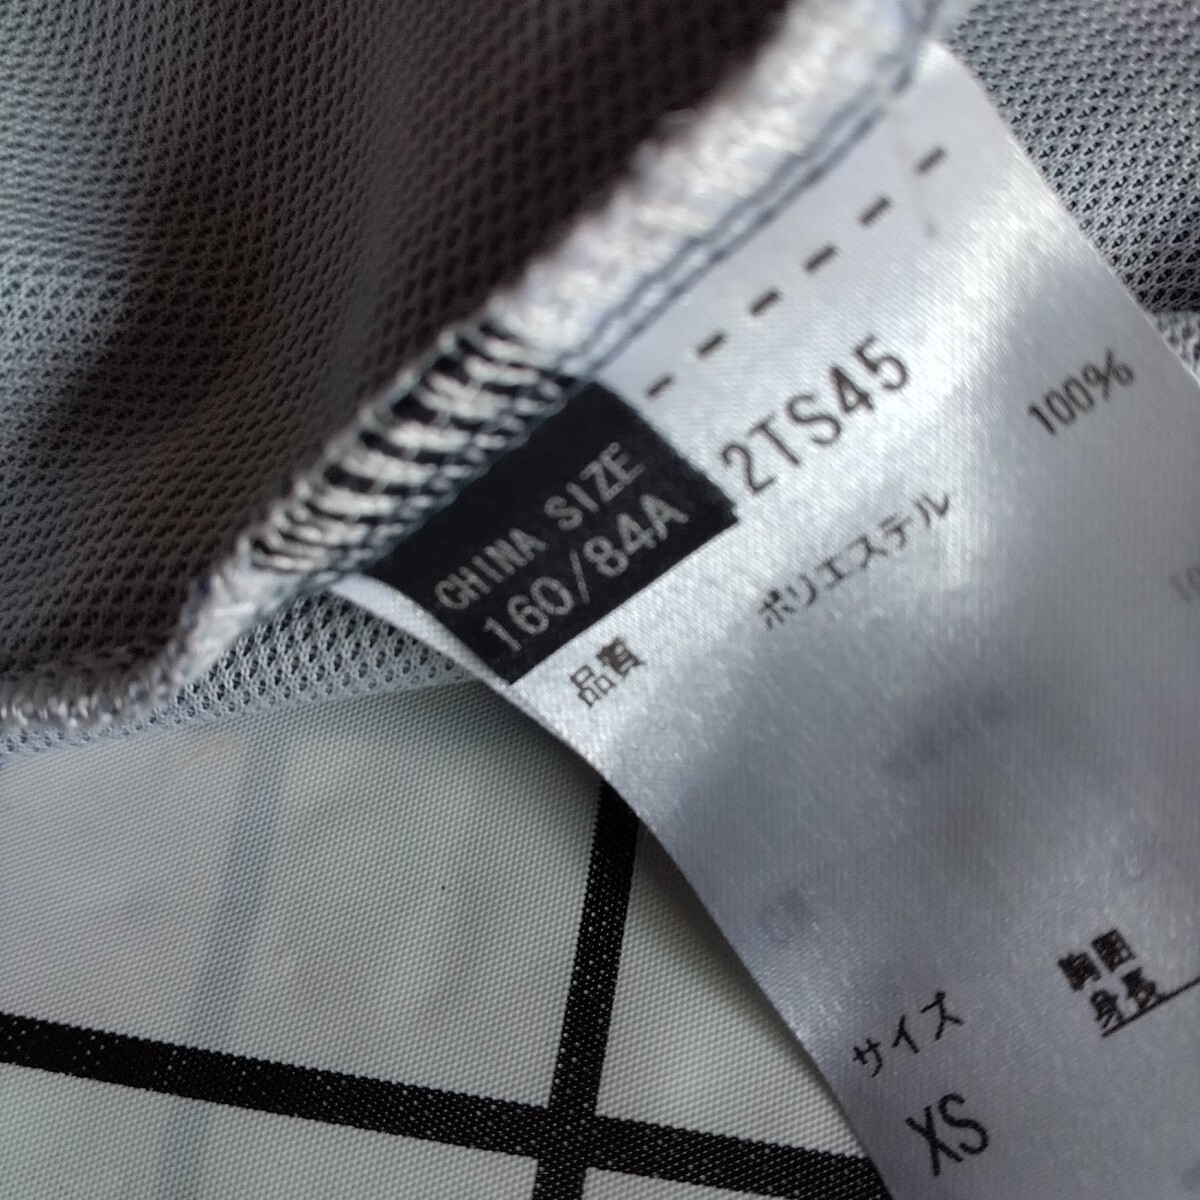 2TS45
CHINA SIZE
160/84A
品質
ポリエステル 100%
サイズ
胸囲
身長
XS